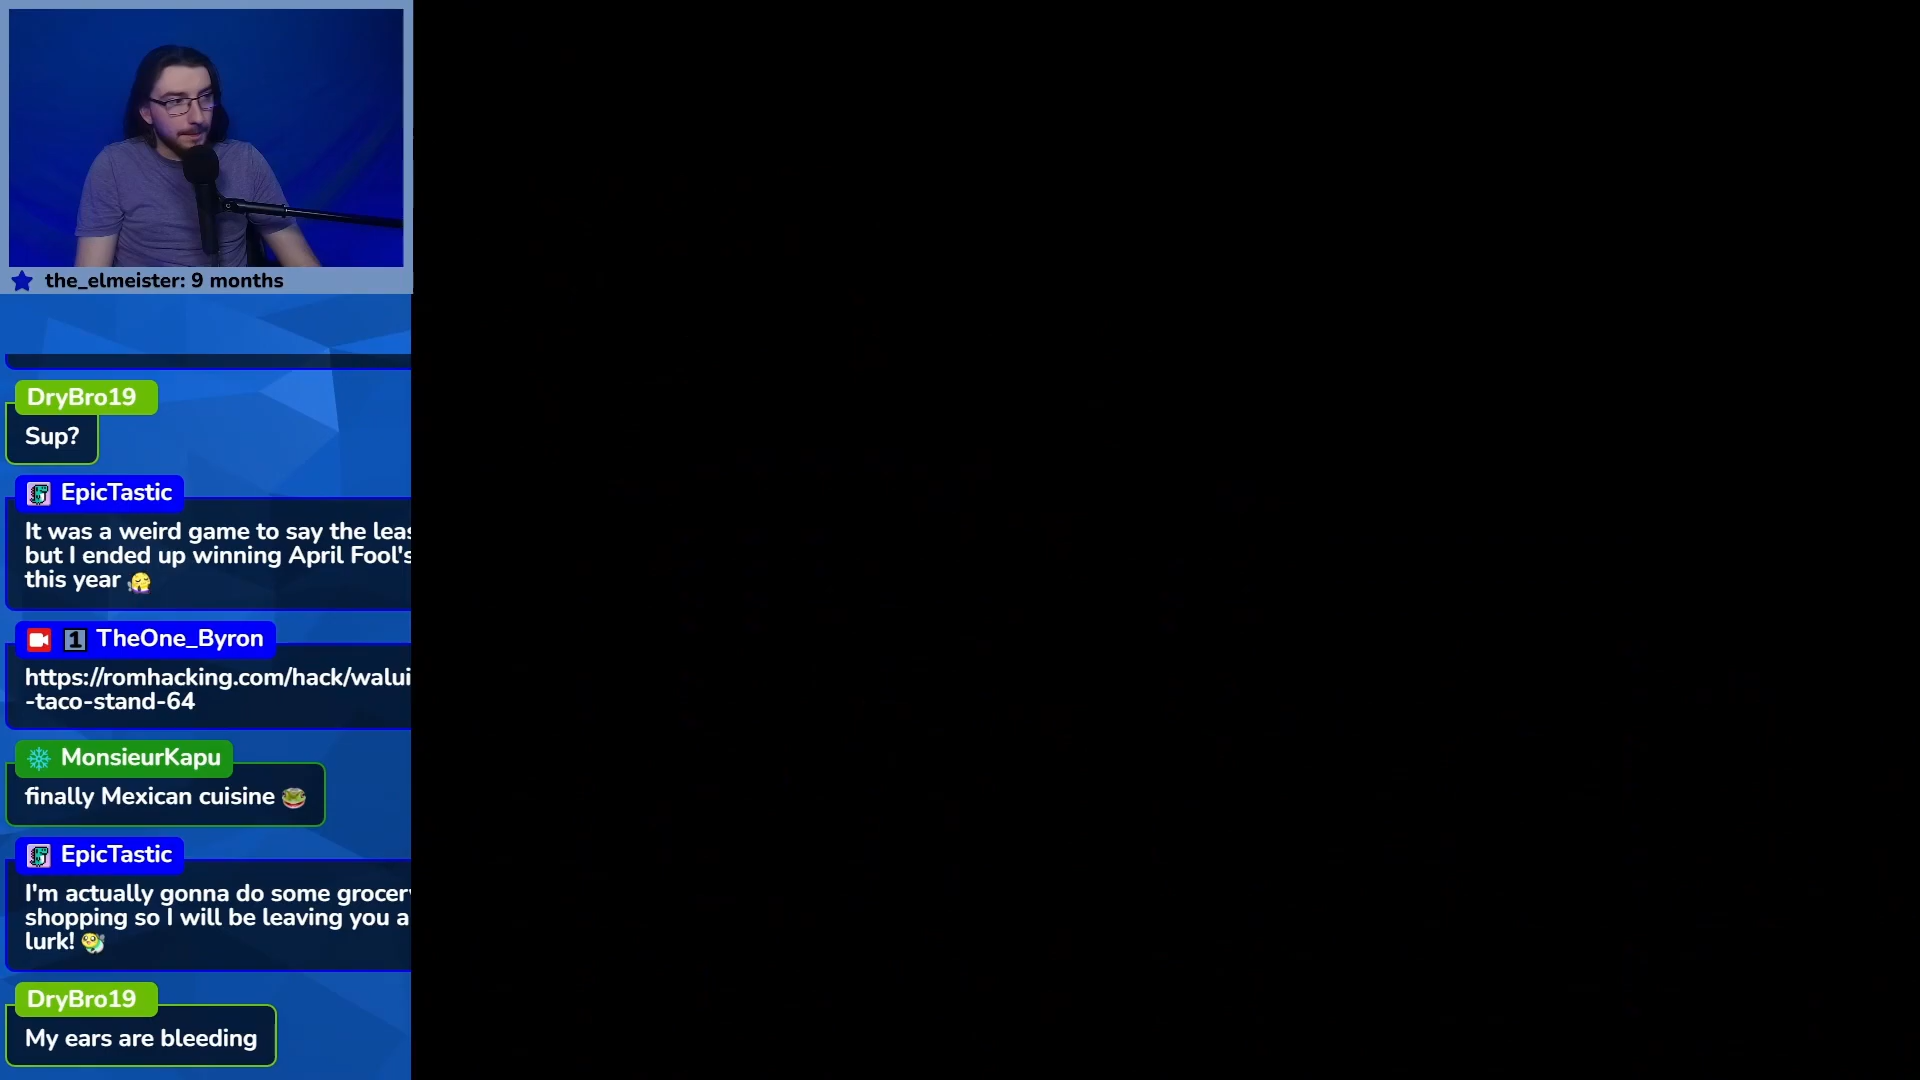 the_elmeister: 9 months
DryBro19
Sup?
EpicTastic
It was a weird game to say the leas
but I ended up winning April Fool's
this year
1 TheOne_Byron
https://romhacking.com/hack/walui
-taco-stand-64
MonsieurKapu
finally Mexican cuisine
EpicTastic
I'm actually gonna do some grocery
shopping so I will be leaving you a
lurk!
DryBro19
My ears are bleeding